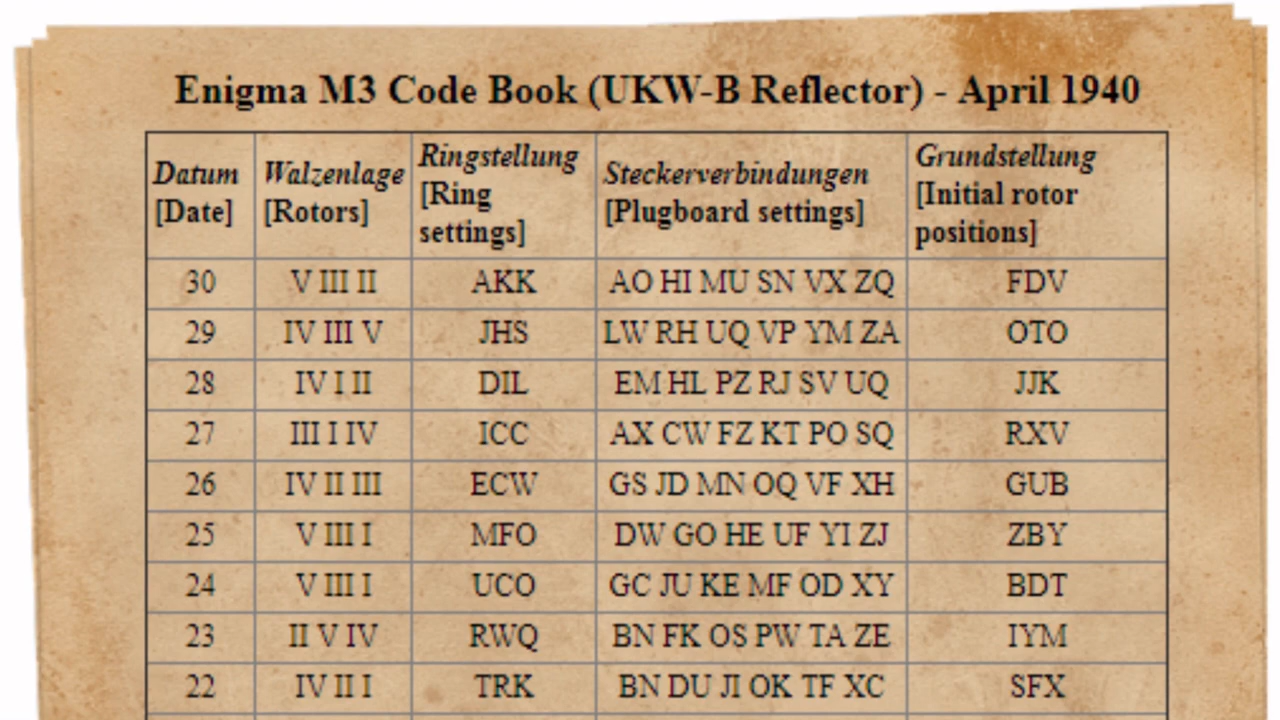 Enigma M3 Code Book (UKW-B Reflector) - April 1940
Datum [Date] Walzenlage [Rotors] Ringstellung [Ring settings] Steckerverbindungen [Plugboard settings] Grundstellung [Initial rotor positions]
30 V III II AKK AO HI MU SN VX ZQ FDV
29 IV III V JHS LW RH UQ VP YM ZA OTO
28 IV I II DIL EM HL PZ RJ SV UQ JJK
27 III I IV ICC AX CW FZ KT PO SQ RXV
26 IV II III ECW GS JD MN OQ VF XH GUB
25 V III I MFO DW GO HE UF YI ZJ ZBY
24 V III I UCO GC JU KE MF OD XY BDT
23 II V IV RWQ BN FK OS PW TA ZE IYM
22 IV II I TRK BN DU JI OK TF XC SFX